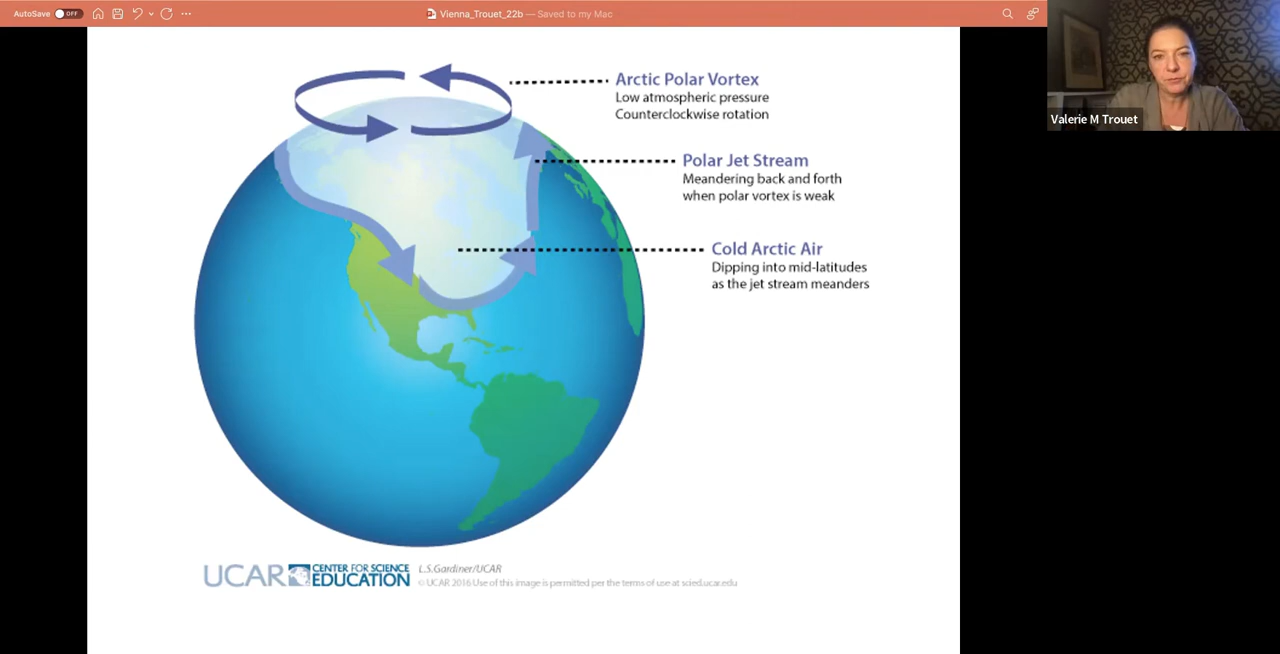 AutoSave OFF
Vienna_Trouet_22b — Saved to my Mac
Valerie M Trouet
Arctic Polar Vortex
Low atmospheric pressure
Counterclockwise rotation
Polar Jet Stream
Meandering back and forth
when polar vortex is weak
Cold Arctic Air
Dipping into mid-latitudes
as the jet stream meanders
UCAR CENTER FOR SCIENCE
EDUCATION
L.S.Gardiner/UCAR
© UCAR 2016 Use of this image is permitted per the terms of use at scied.ucar.edu